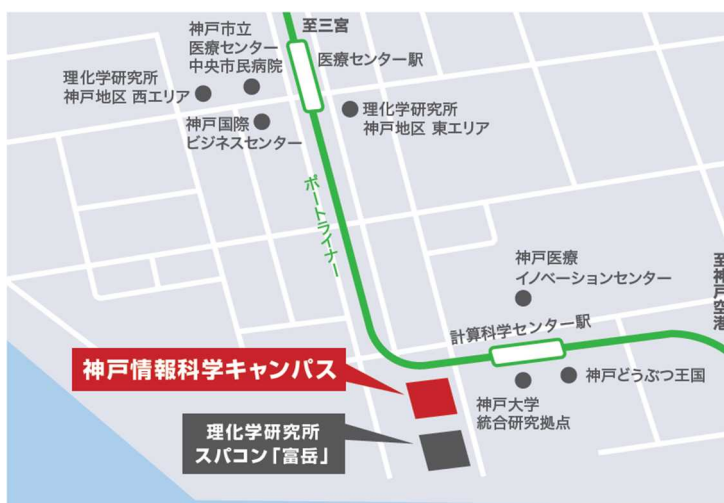 神戸市立
医療センター
中央市民病院
至三宮
医療センター駅
理化学研究所
神戸地区 西エリア
神戸国際
ビジネスセンター
理化学研究所
神戸地区 東エリア
ポートライナー
神戸医療
イノベーションセンター
至神戸空港
計算科学センター駅
神戸情報科学キャンパス
神戸どうぶつ王国
神戸大学
統合研究拠点
理化学研究所
スパコン「富岳」